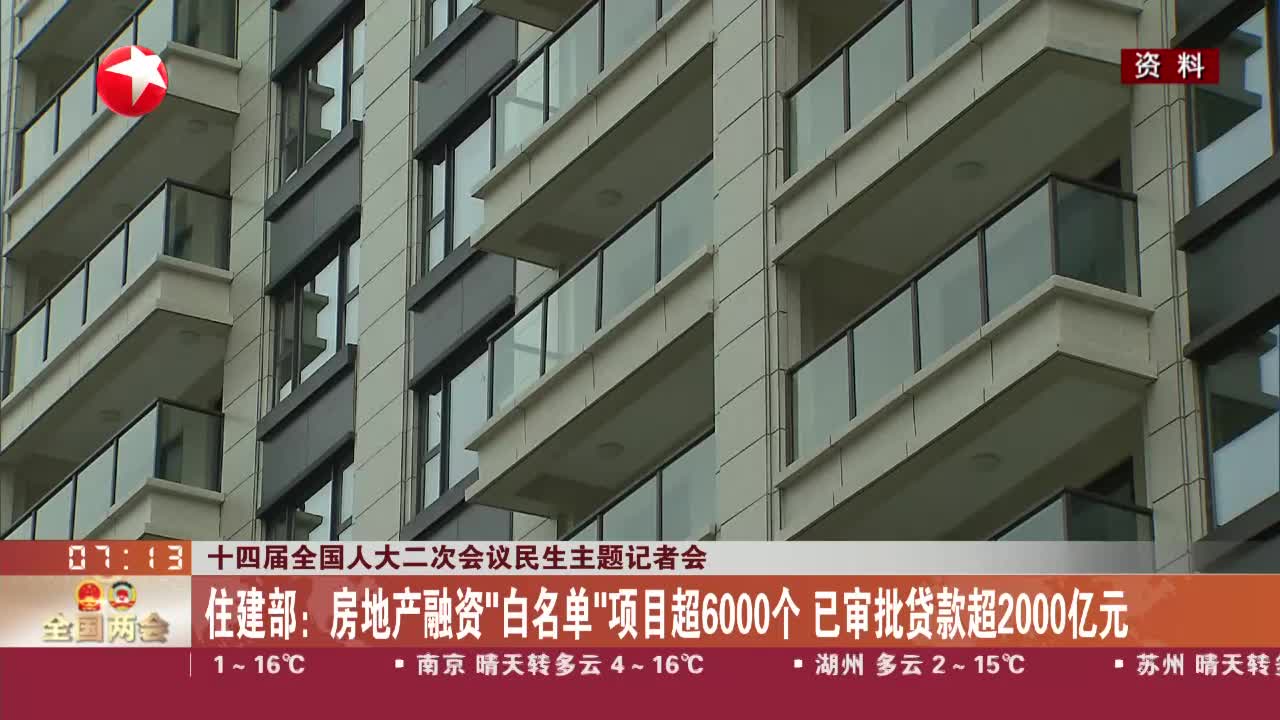 资料
07:13
十四届全国人大二次会议民生主题记者会
全国两会
住建部：房地产融资"白名单"项目超6000个 已审批贷款超2000亿元
1～16℃ ▪ 南京 晴天转多云 4～16℃ ▪ 湖州 多云 2～15℃ ▪ 苏州 晴天转多